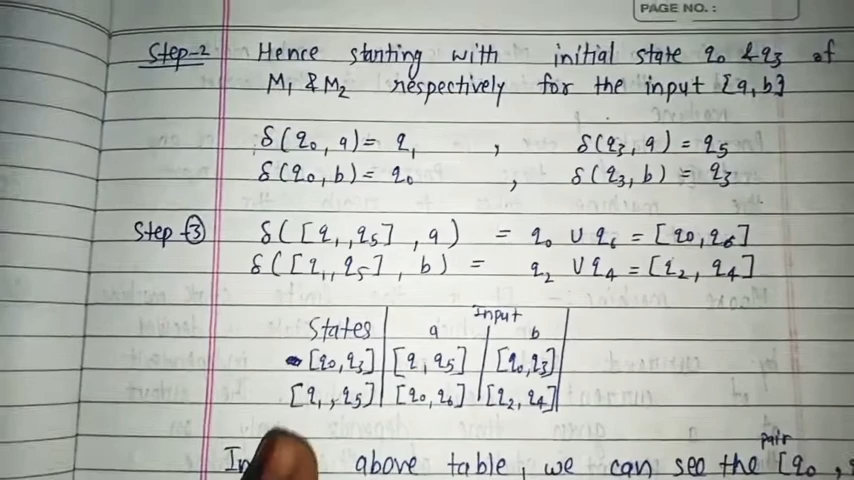 PAGE NO.:
Step-2 Hence starting with initial state q0 & q3 of
M1 & M2 respectively for the input [a, b]
δ(q0, a) = q1 , δ(q3, a) = q5
δ(q0, b) = q0 , δ(q3, b) = q3
Step-3 δ([q1, q5], a) = q0 ∪ q6 = [q0, q6]
δ([q1, q5], b) = q2 ∪ q4 = [q2, q4]
Input
States a b
[q0, q3] [q1 q5] [q0, q3]
[q1, q5] [q0, q6] [q2, q4]
pair
In above table, we can see the [q0,